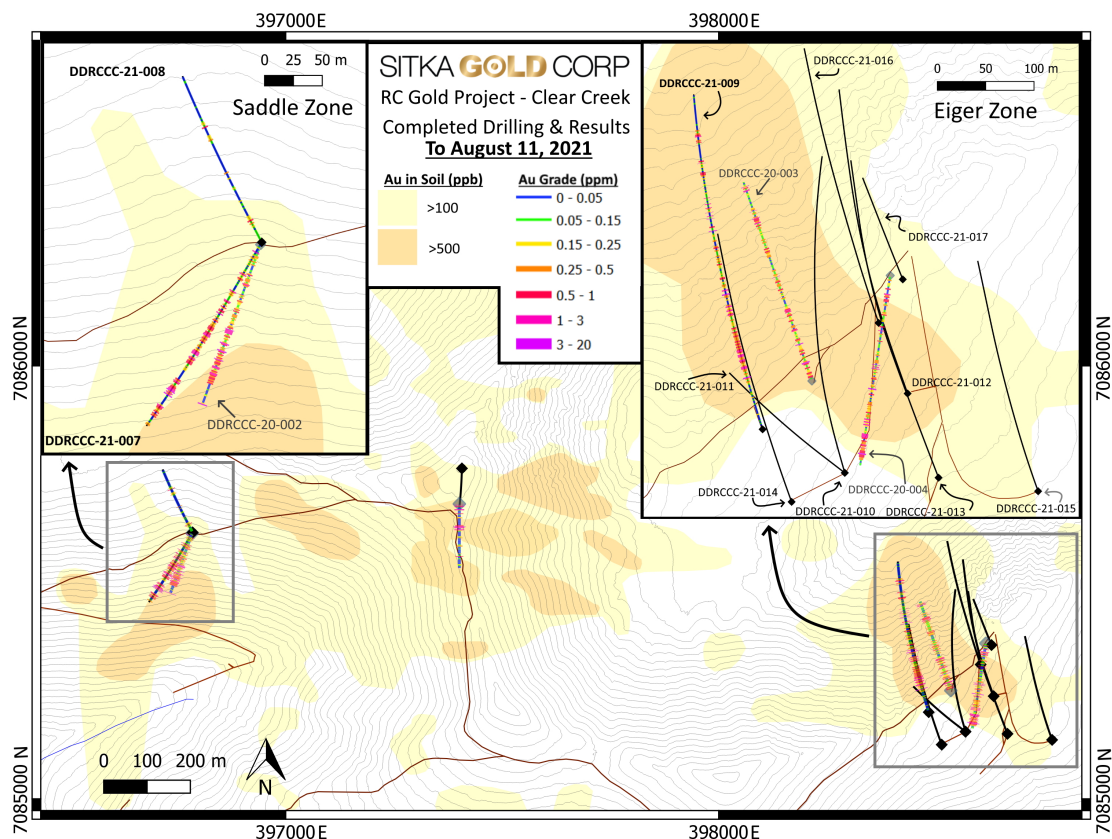 397000E
398000E
DDRCCC-21-008
0 25 50 m
Saddle Zone
DDRCCC-20-002
DDRCCC-21-007
SITKA GOLD CORP
RC Gold Project - Clear Creek
Completed Drilling & Results
To August 11, 2021
Au in Soil (ppb)
>100
>500
Au Grade (ppm)
0 - 0.05
0.05 - 0.15
0.15 - 0.25
0.25 - 0.5
0.5 - 1
1 - 3
3 - 20
DDRCCC-21-016
DDRCCC-21-009
0 50 100 m
Eiger Zone
DDRCCC-20-003
DDRCCC-21-017
DDRCCC-21-011
DDRCCC-21-012
DDRCCC-21-014
DDRCCC-20-004
DDRCCC-21-010
DDRCCC-21-013
DDRCCC-21-015
7086000 N
7086000 N
0 100 200 m
N
7085000 N
7085000 N
397000E
398000E